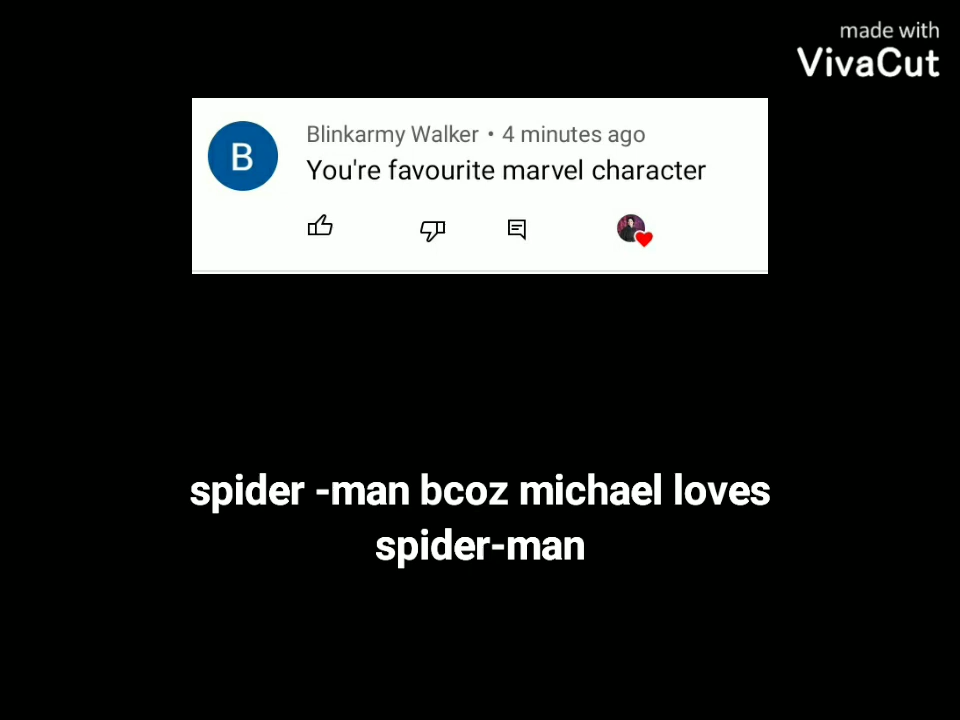 made with
VivaCut
B
Blinkarmy Walker • 4 minutes ago
You're favourite marvel character
spider -man bcoz michael loves
spider-man